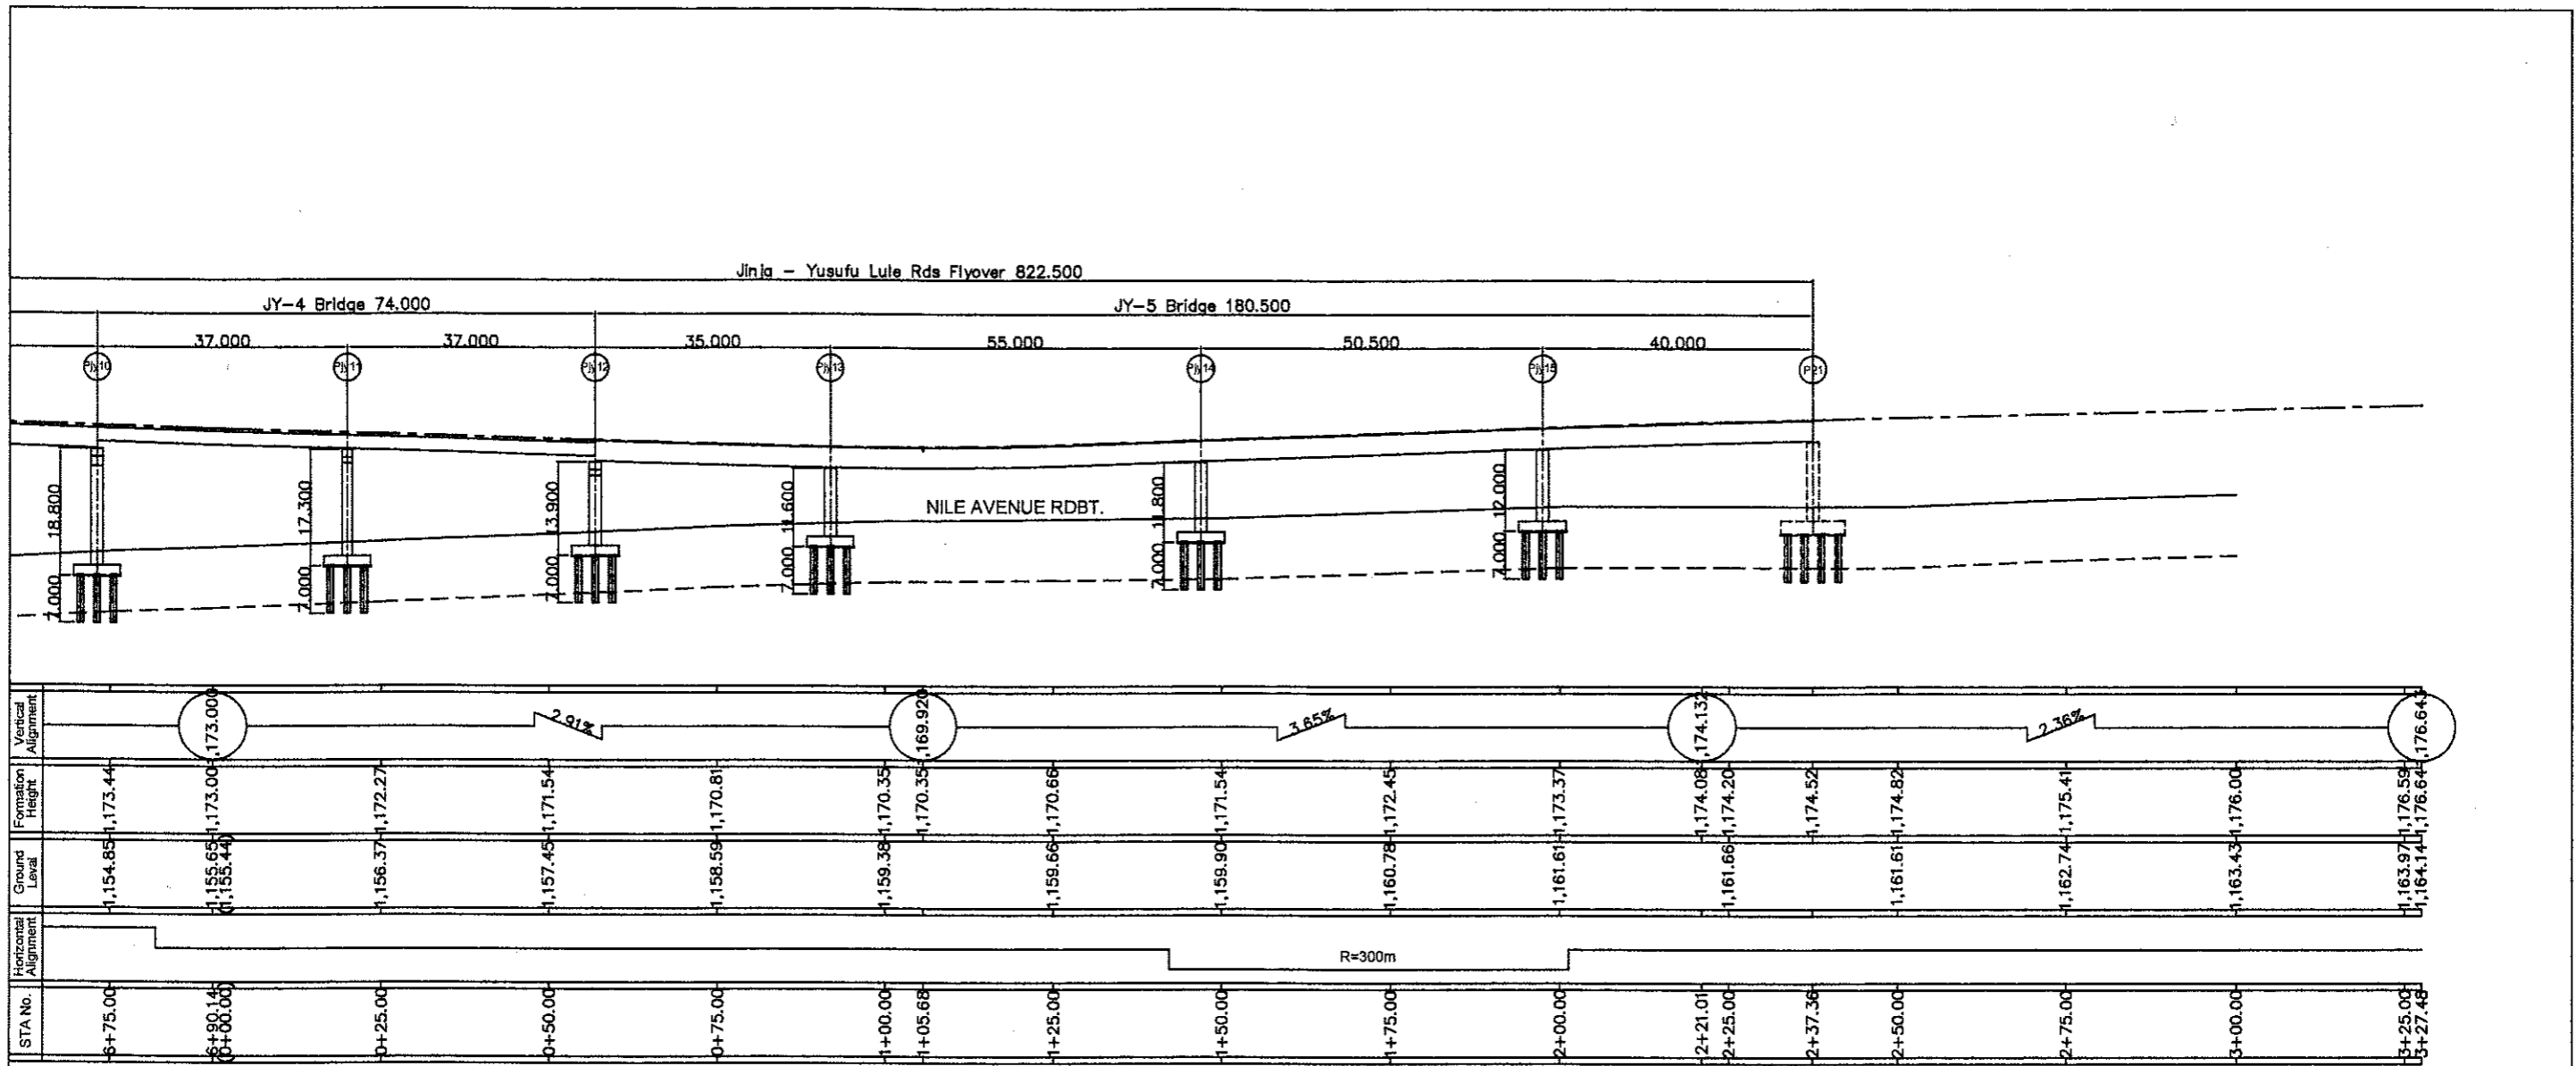 Jinja - Yusufu Lule Rds Flyover 822.500
JY-4 Bridge 74.000 JY-5 Bridge 180.500
37.000 37.000 35.000 55.000 50.500 40.000
Pjy10 Pjy11 Pjy12 Pjy13 Pjy14 Pjy15 P21
18.800 17.300 13.900 11.600 11.800 12.000
NILE AVENUE RDBT.
7.000 7.000 7.000 7.000 7.000 7.000
Vertical
Alignment
,173.000 2.91% ,169.920 3.65% ,174.132 2.36% ,176.643
Formation
Height
1,173.44 1,173.00 1,172.27 1,171.54 1,170.81 1,170.35 1,170.35 1,170.66 1,171.54 1,172.45 1,173.37 1,174.08 1,174.20 1,174.52 1,174.82 1,175.41 1,176.00 1,176.59 1,176.64
Ground
Leval
1,154.85 1,155.65 (1,155.44) 1,156.37 1,157.45 1,158.59 1,159.38 1,159.66 1,159.90 1,160.78 1,161.61 1,161.66 1,161.61 1,162.74 1,163.43 1,163.97 1,164.14
Horizontal
Alignment
R=300m
STA No.
6+75.00 6+90.14 (0+00.00) 0+25.00 0+50.00 0+75.00 1+00.00 1+05.68 1+25.00 1+50.00 1+75.00 2+00.00 2+21.01 2+25.00 2+37.36 2+50.00 2+75.00 3+00.00 3+25.00 3+27.48